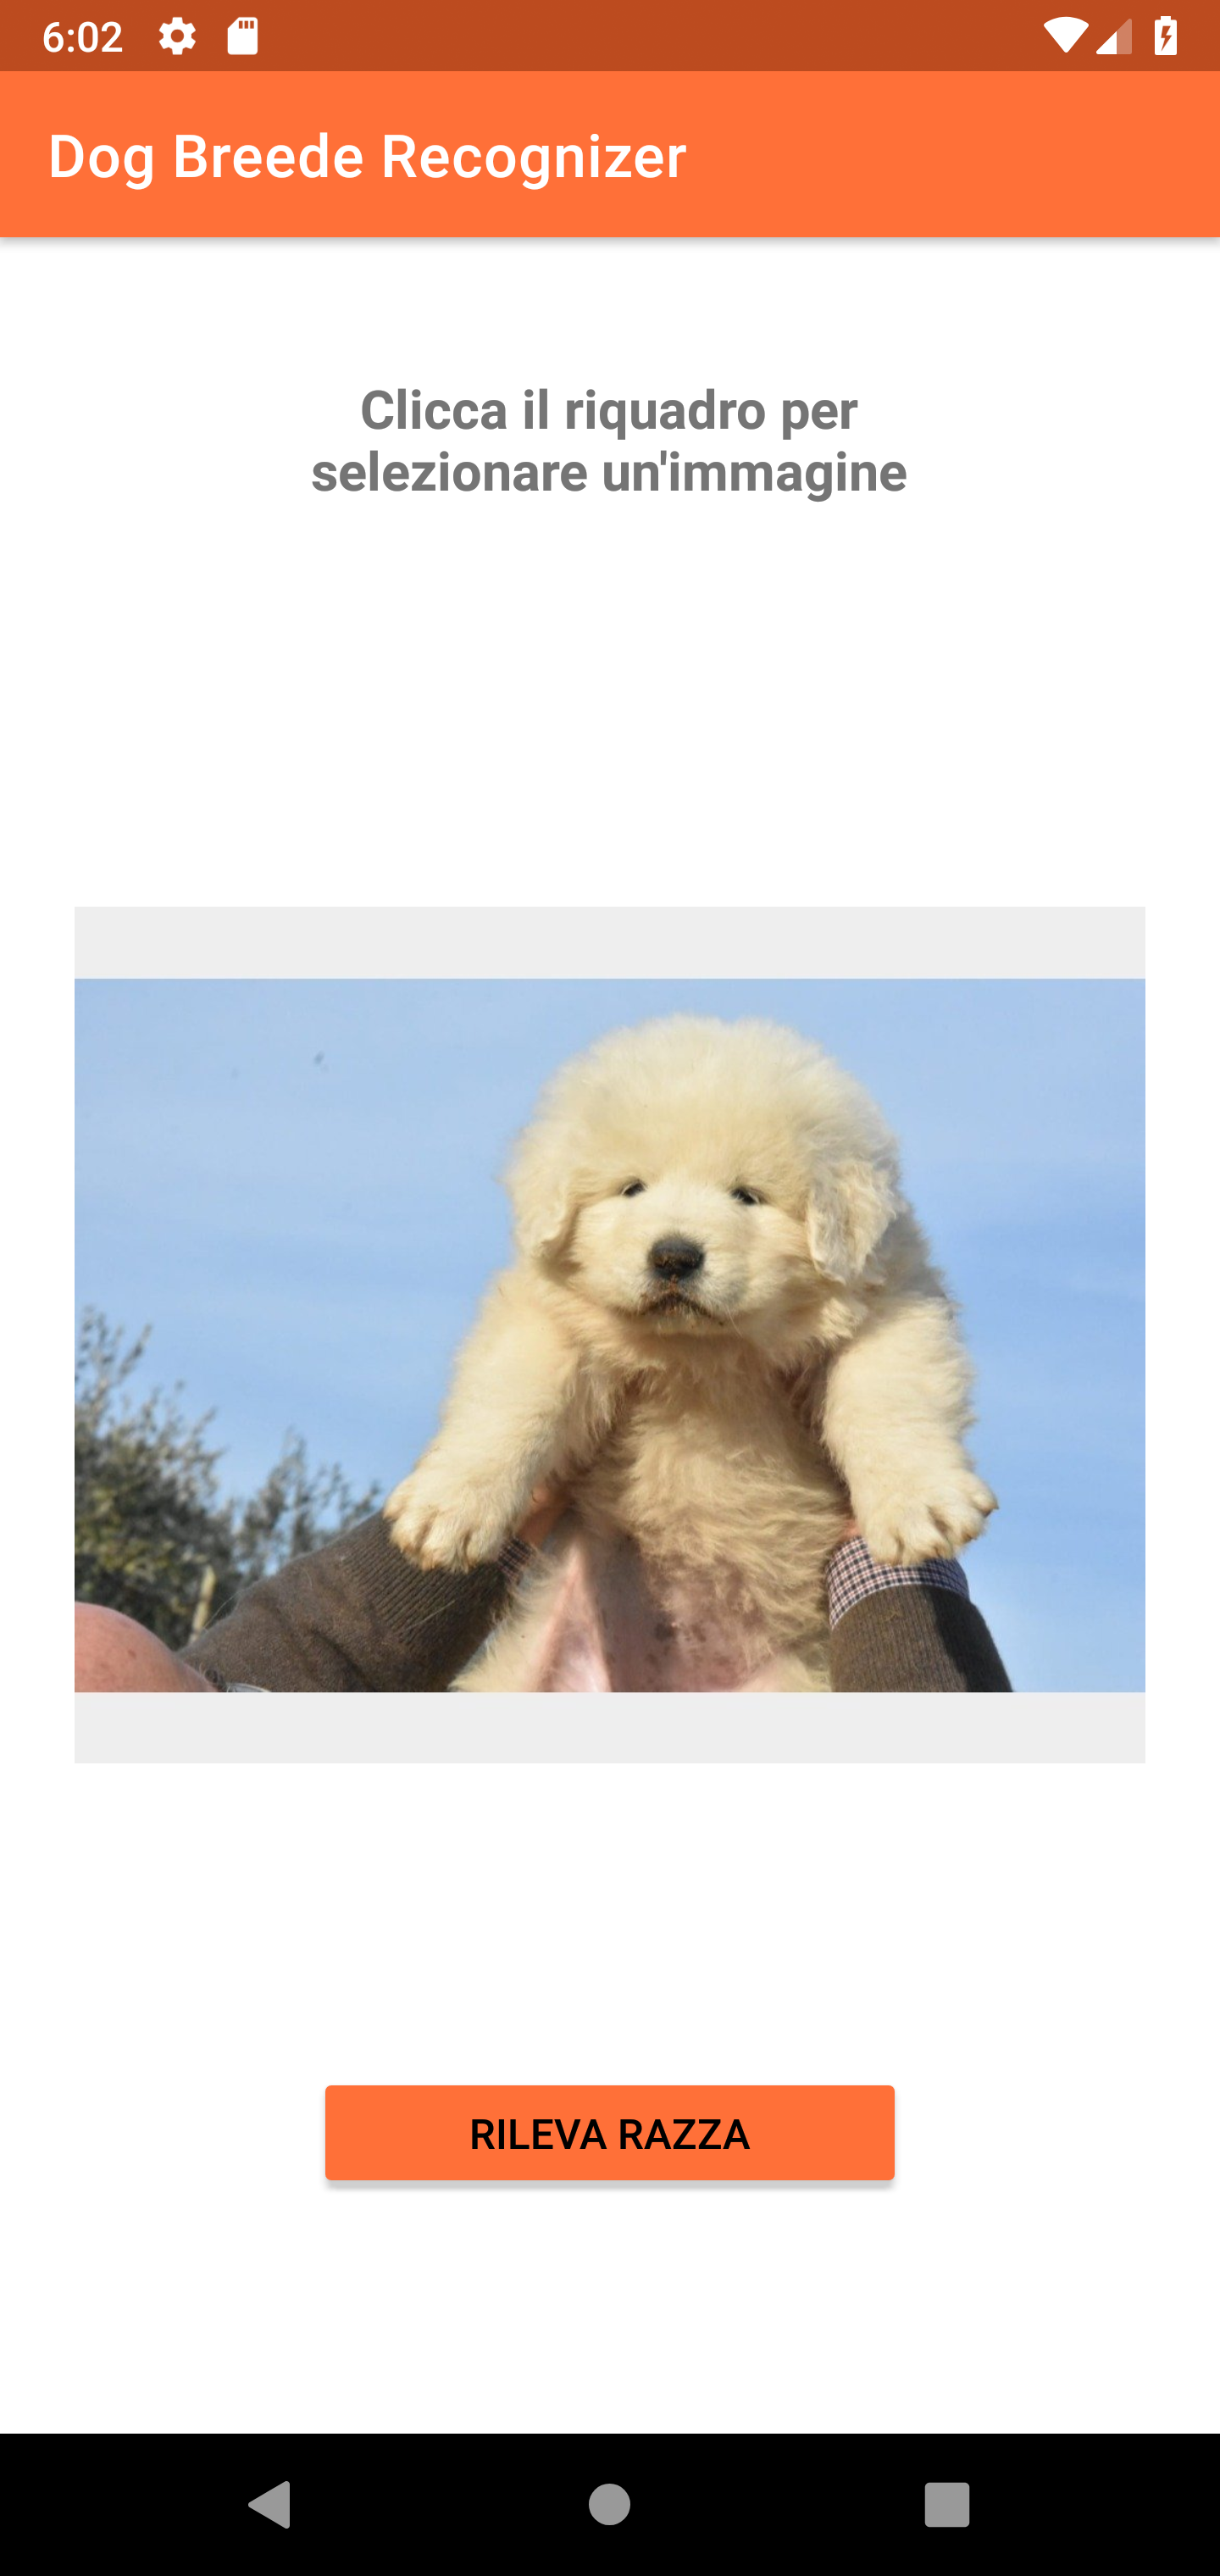 6:02
Dog Breede Recognizer
Clicca il riquadro per
selezionare un'immagine
RILEVA RAZZA